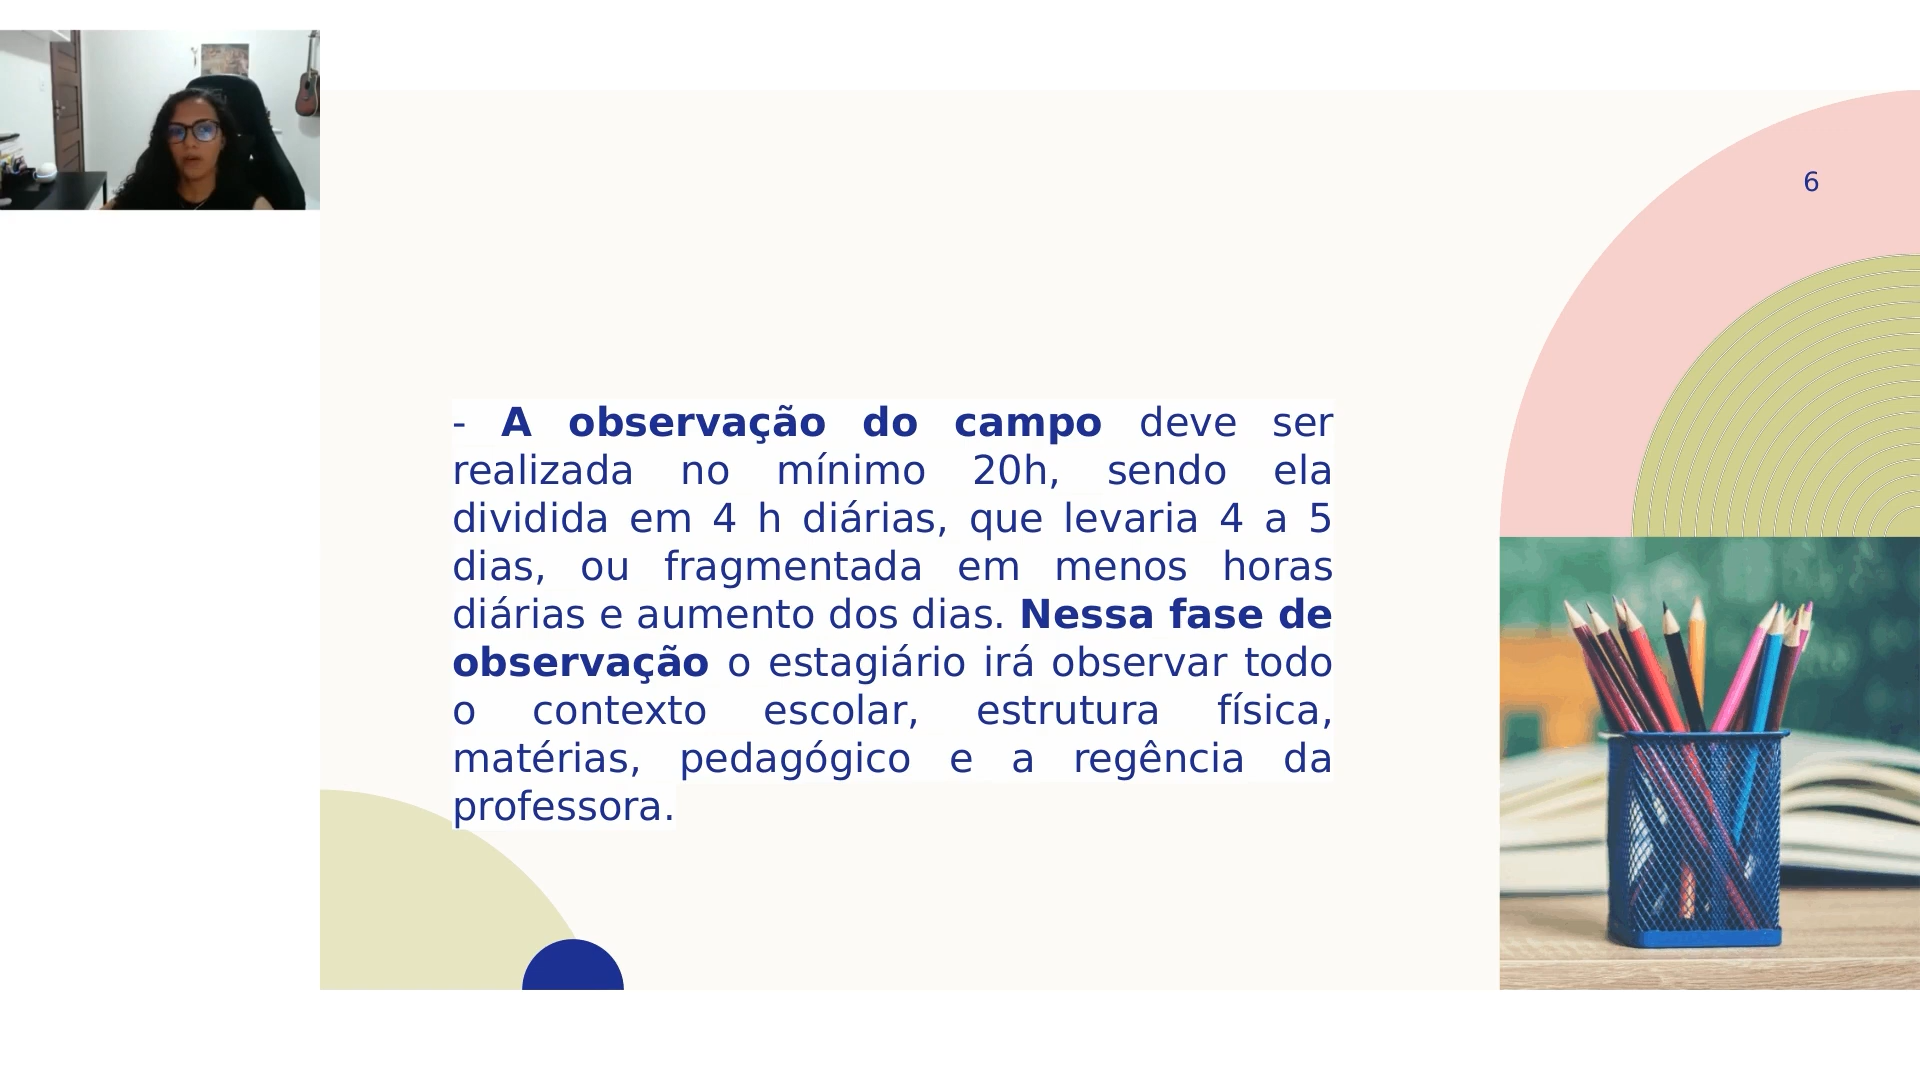 6
- A observação do campo deve ser
realizada no mínimo 20h, sendo ela
dividida em 4 h diárias, que levaria 4 a 5
dias, ou fragmentada em menos horas
diárias e aumento dos dias. Nessa fase de
observação o estagiário irá observar todo
o contexto escolar, estrutura física,
matérias, pedagógico e a regência da
professora.